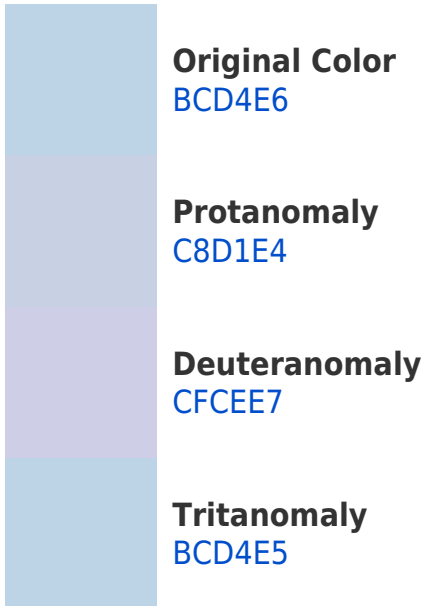 Original Color
BCD4E6
Protanomaly
C8D1E4
Deuteranomaly
CFCEE7
Tritanomaly
BCD4E5